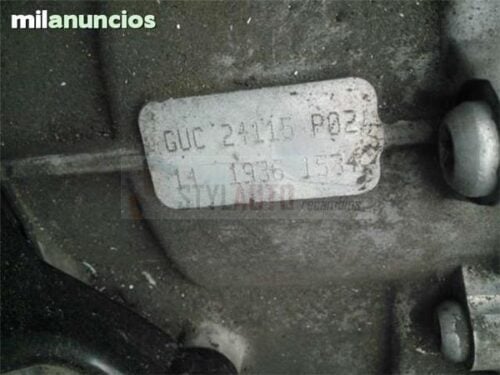 milanuncios
GUC 24115 P02
14 1936 1534
STYLAUTO